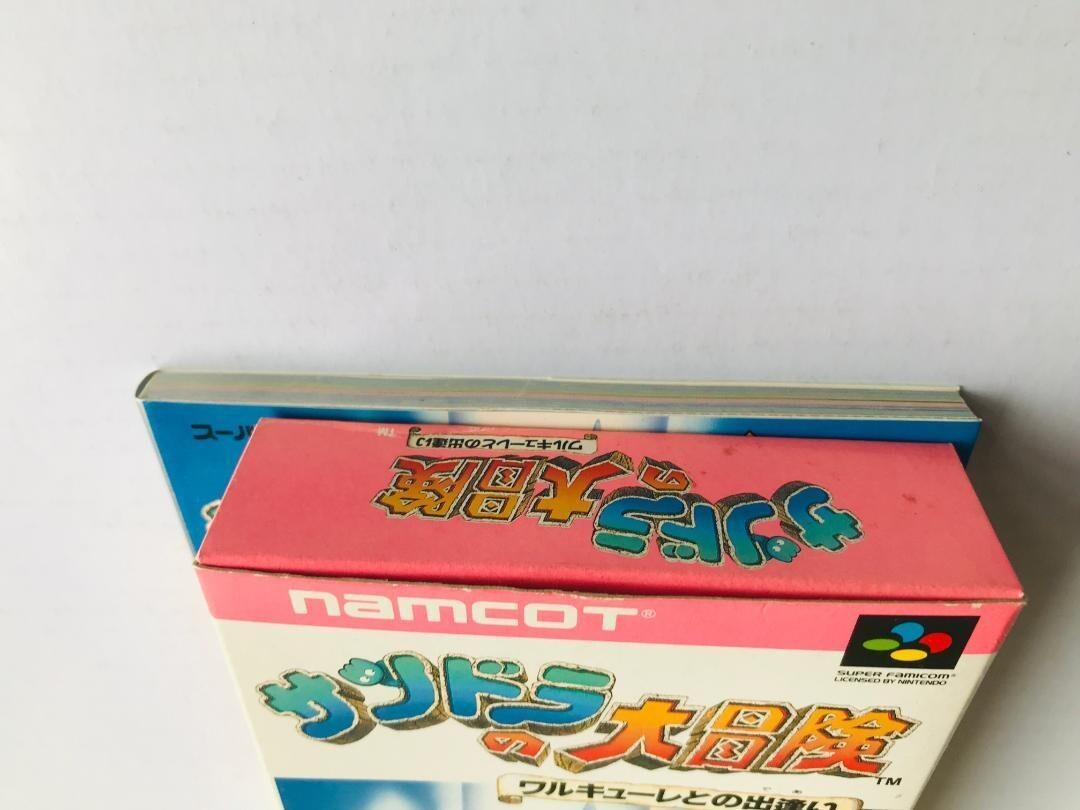 スーパ
ワルキューレとの出逢い
TM
サンドラの大冒険
namcot®
SUPER FAMICOM®
LICENSED BY NINTENDO
サンドラの大冒険
TM
ワルキューレとの出逢い